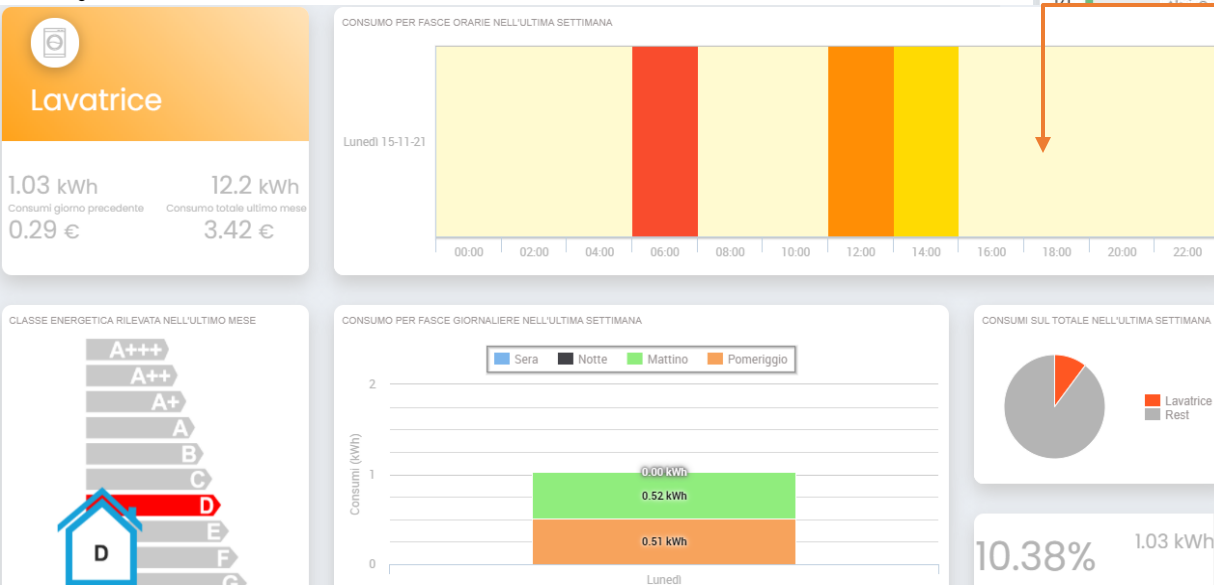 Lavatrice
1.03 kWh
Consumi giorno precedente
0.29 €
12.2 kWh
Consumo totale ultimo mese
3.42 €
CONSUMO PER FASCE ORARIE NELL'ULTIMA SETTIMANA
Lunedì 15-11-21
00:00 02:00 04:00 06:00 08:00 10:00 12:00 14:00 16:00 18:00 20:00 22:00
CLASSE ENERGETICA RILEVATA NELL'ULTIMO MESE
A+++
A++
A+
A
B
C
D
E
F
G
D
CONSUMO PER FASCE GIORNALIERE NELL'ULTIMA SETTIMANA
Sera Notte Mattino Pomeriggio
Consumi (kWh)
2
1
0
0.00 kWh
0.52 kWh
0.51 kWh
Lunedì
CONSUMI SUL TOTALE NELL'ULTIMA SETTIMANA
Lavatrice
Rest
10.38%
1.03 kWh